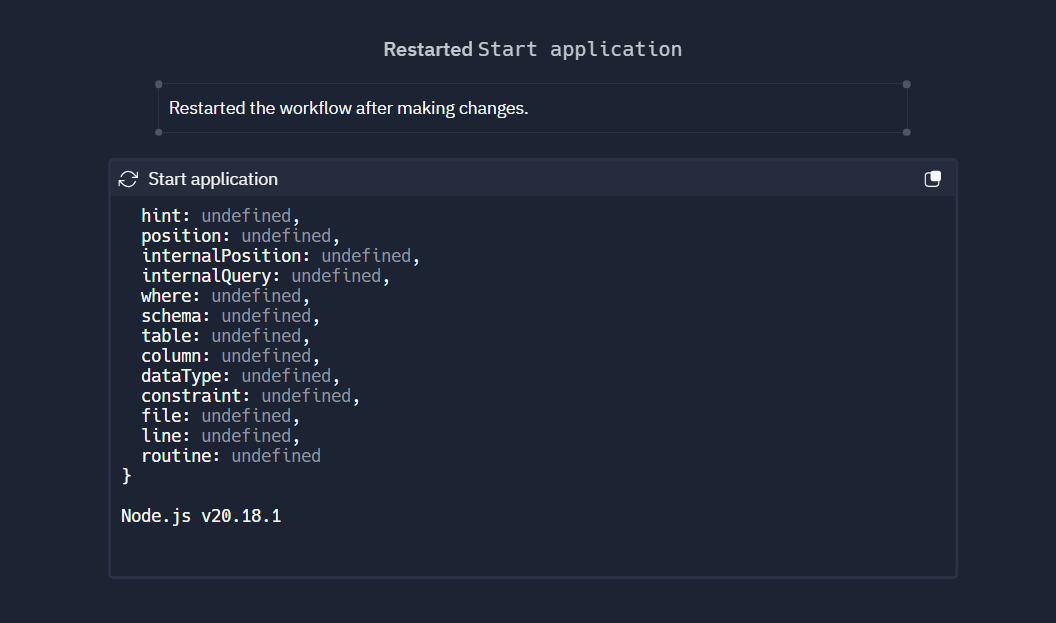 Restarted Start application
Restarted the workflow after making changes.
Start application
hint: undefined,
position: undefined,
internalPosition: undefined,
internalQuery: undefined,
where: undefined,
schema: undefined,
table: undefined,
column: undefined,
dataType: undefined,
constraint: undefined,
file: undefined,
line: undefined,
routine: undefined
}
Node.js v20.18.1